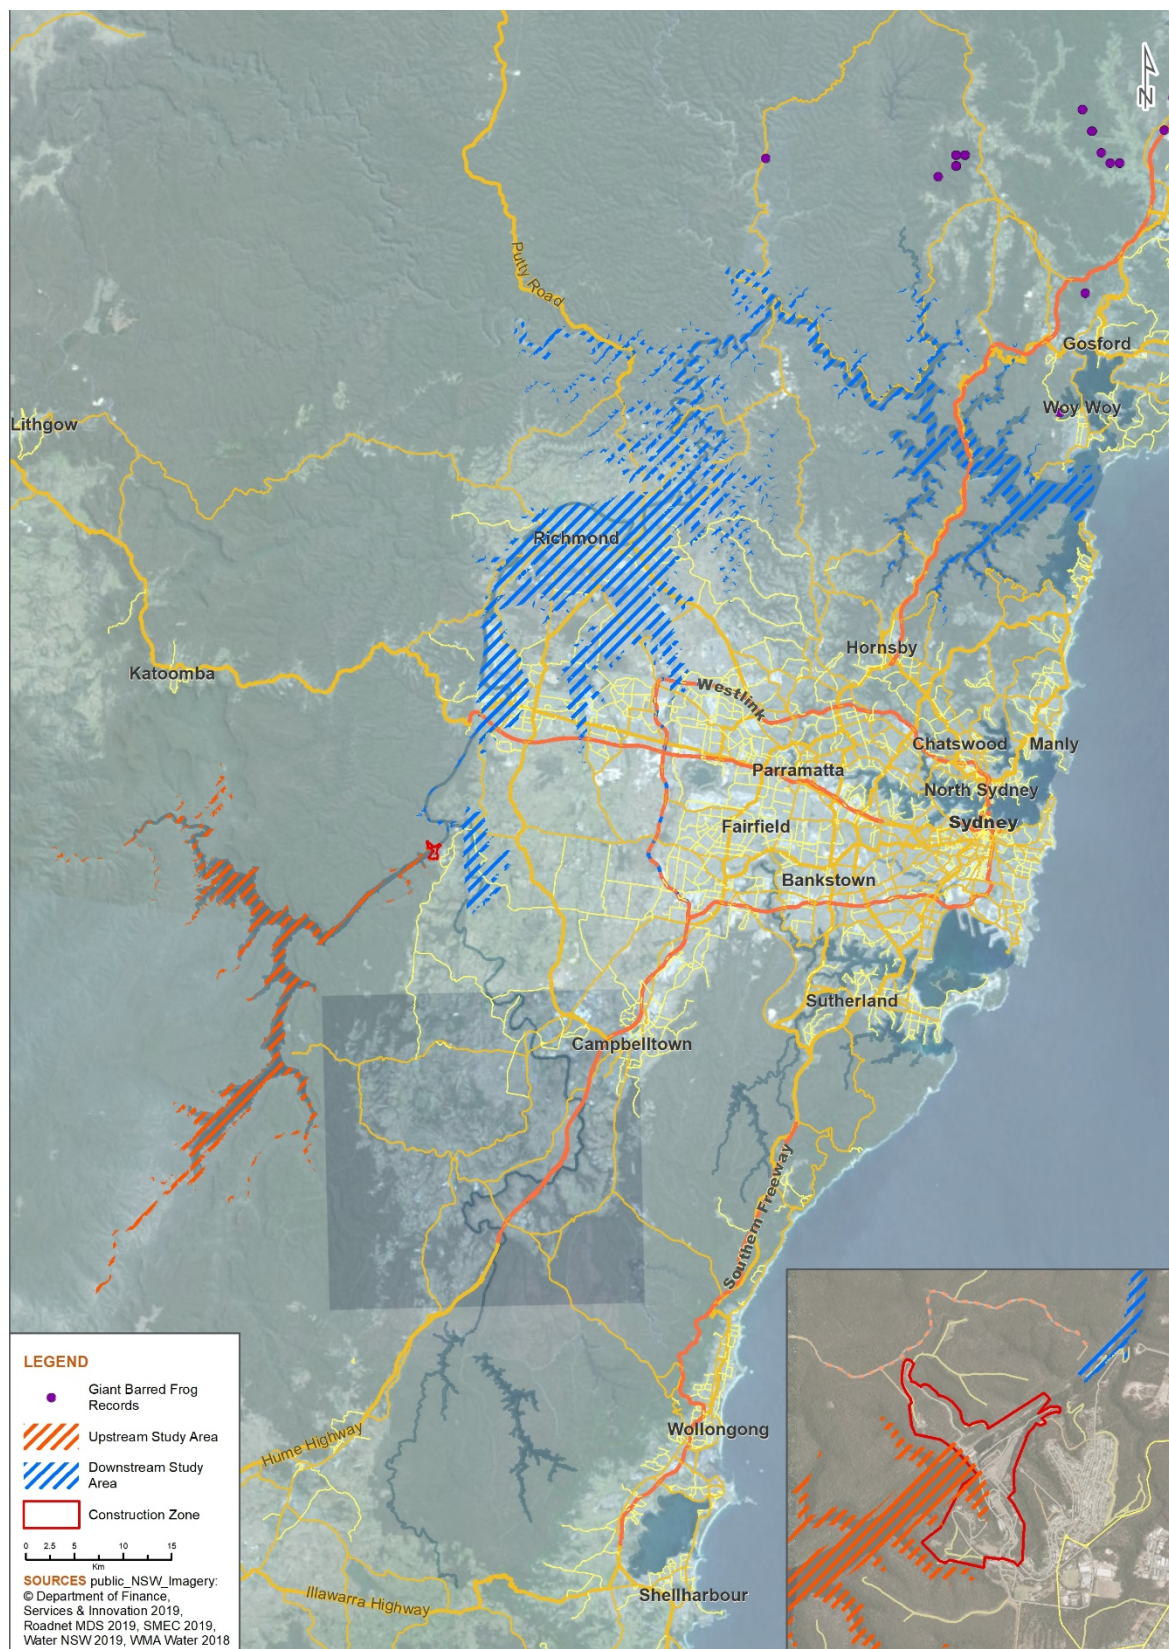 N
Putty Road
Gosford
Woy Woy
Lithgow
Richmond
Hornsby
Katoomba
Westlink
Chatswood
Manly
Parramatta
North Sydney
Sydney
Fairfield
Bankstown
Sutherland
Campbelltown
Southern Freeway
Wollongong
Hume Highway
Illawarra Highway
Shellharbour
LEGEND
Giant Barred Frog
Records
Upstream Study Area
Downstream Study
Area
Construction Zone
0 2.5 5 10 15
Km
SOURCES public_NSW_Imagery:
© Department of Finance,
Services & Innovation 2019,
Roadnet MDS 2019, SMEC 2019,
Water NSW 2019, WMA Water 2018